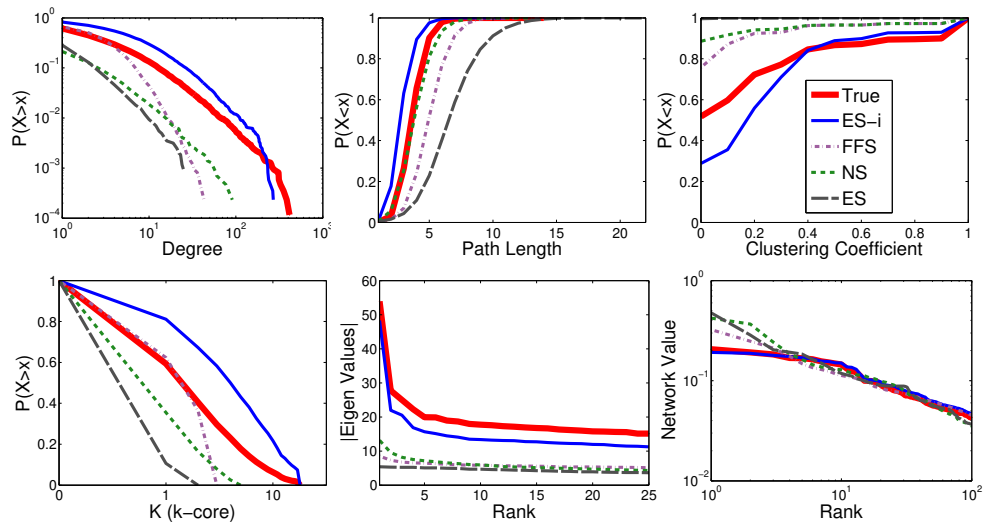 10^0
10^-1
10^-2
10^-3
10^-4
P(X>x)
10^0 10^1 10^2 10^3
Degree
1
0.8
0.6
0.4
0.2
0
P(X<x)
5 10 15 20
Path Length
1
0.8
0.6
0.4
0.2
0
P(X<x)
0 0.2 0.4 0.6 0.8 1
Clustering Coefficient
True
ES-i
FFS
NS
ES
1
0.8
0.6
0.4
0.2
0
P(X>x)
0 1 10
K (k-core)
60
50
40
30
20
10
0
|Eigen Values|
5 10 15 20 25
Rank
10^0
10^-1
10^-2
Network Value
10^0 10^1 10^2
Rank